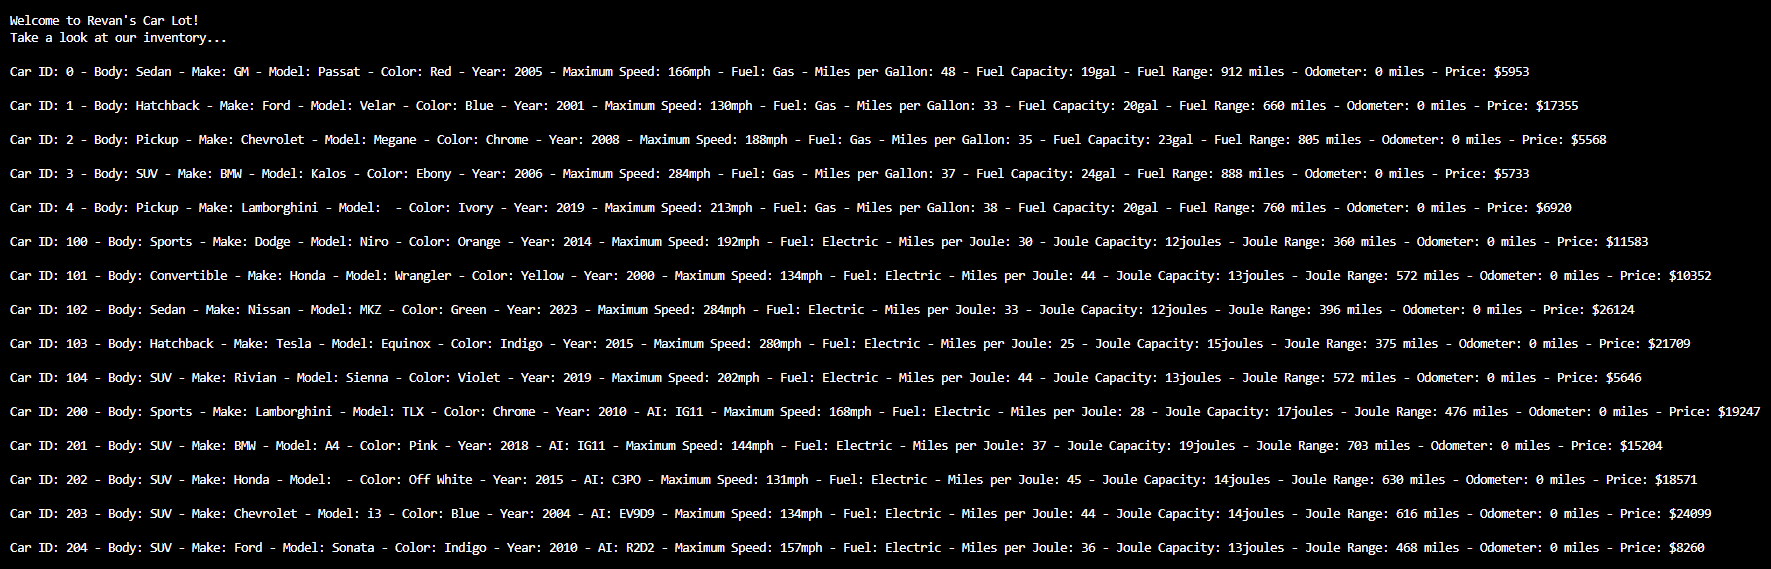 Welcome to Revan's Car Lot!
Take a look at our inventory...
Car ID: 0 - Body: Sedan - Make: GM - Model: Passat - Color: Red - Year: 2005 - Maximum Speed: 166mph - Fuel: Gas - Miles per Gallon: 48 - Fuel Capacity: 19gal - Fuel Range: 912 miles - Odometer: 0 miles - Price: $5953
Car ID: 1 - Body: Hatchback - Make: Ford - Model: Velar - Color: Blue - Year: 2001 - Maximum Speed: 130mph - Fuel: Gas - Miles per Gallon: 33 - Fuel Capacity: 20gal - Fuel Range: 660 miles - Odometer: 0 miles - Price: $17355
Car ID: 2 - Body: Pickup - Make: Chevrolet - Model: Megane - Color: Chrome - Year: 2008 - Maximum Speed: 188mph - Fuel: Gas - Miles per Gallon: 35 - Fuel Capacity: 23gal - Fuel Range: 805 miles - Odometer: 0 miles - Price: $5568
Car ID: 3 - Body: SUV - Make: BMW - Model: Kalos - Color: Ebony - Year: 2006 - Maximum Speed: 284mph - Fuel: Gas - Miles per Gallon: 37 - Fuel Capacity: 24gal - Fuel Range: 888 miles - Odometer: 0 miles - Price: $5733
Car ID: 4 - Body: Pickup - Make: Lamborghini - Model:  - Color: Ivory - Year: 2019 - Maximum Speed: 213mph - Fuel: Gas - Miles per Gallon: 38 - Fuel Capacity: 20gal - Fuel Range: 760 miles - Odometer: 0 miles - Price: $6920
Car ID: 100 - Body: Sports - Make: Dodge - Model: Niro - Color: Orange - Year: 2014 - Maximum Speed: 192mph - Fuel: Electric - Miles per Joule: 30 - Joule Capacity: 12joules - Joule Range: 360 miles - Odometer: 0 miles - Price: $11583
Car ID: 101 - Body: Convertible - Make: Honda - Model: Wrangler - Color: Yellow - Year: 2000 - Maximum Speed: 134mph - Fuel: Electric - Miles per Joule: 44 - Joule Capacity: 13joules - Joule Range: 572 miles - Odometer: 0 miles - Price: $10352
Car ID: 102 - Body: Sedan - Make: Nissan - Model: MKZ - Color: Green - Year: 2023 - Maximum Speed: 284mph - Fuel: Electric - Miles per Joule: 33 - Joule Capacity: 12joules - Joule Range: 396 miles - Odometer: 0 miles - Price: $26124
Car ID: 103 - Body: Hatchback - Make: Tesla - Model: Equinox - Color: Indigo - Year: 2015 - Maximum Speed: 280mph - Fuel: Electric - Miles per Joule: 25 - Joule Capacity: 15joules - Joule Range: 375 miles - Odometer: 0 miles - Price: $21709
Car ID: 104 - Body: SUV - Make: Rivian - Model: Sienna - Color: Violet - Year: 2019 - Maximum Speed: 202mph - Fuel: Electric - Miles per Joule: 44 - Joule Capacity: 13joules - Joule Range: 572 miles - Odometer: 0 miles - Price: $5646
Car ID: 200 - Body: Sports - Make: Lamborghini - Model: TLX - Color: Chrome - Year: 2010 - AI: IG11 - Maximum Speed: 168mph - Fuel: Electric - Miles per Joule: 28 - Joule Capacity: 17joules - Joule Range: 476 miles - Odometer: 0 miles - Price: $19247
Car ID: 201 - Body: SUV - Make: BMW - Model: A4 - Color: Pink - Year: 2018 - AI: IG11 - Maximum Speed: 144mph - Fuel: Electric - Miles per Joule: 37 - Joule Capacity: 19joules - Joule Range: 703 miles - Odometer: 0 miles - Price: $15204
Car ID: 202 - Body: SUV - Make: Honda - Model:  - Color: Off White - Year: 2015 - AI: C3PO - Maximum Speed: 131mph - Fuel: Electric - Miles per Joule: 45 - Joule Capacity: 14joules - Joule Range: 630 miles - Odometer: 0 miles - Price: $18571
Car ID: 203 - Body: SUV - Make: Chevrolet - Model: i3 - Color: Blue - Year: 2004 - AI: EV9D9 - Maximum Speed: 134mph - Fuel: Electric - Miles per Joule: 44 - Joule Capacity: 14joules - Joule Range: 616 miles - Odometer: 0 miles - Price: $24099
Car ID: 204 - Body: SUV - Make: Ford - Model: Sonata - Color: Indigo - Year: 2010 - AI: R2D2 - Maximum Speed: 157mph - Fuel: Electric - Miles per Joule: 36 - Joule Capacity: 13joules - Joule Range: 468 miles - Odometer: 0 miles - Price: $8260